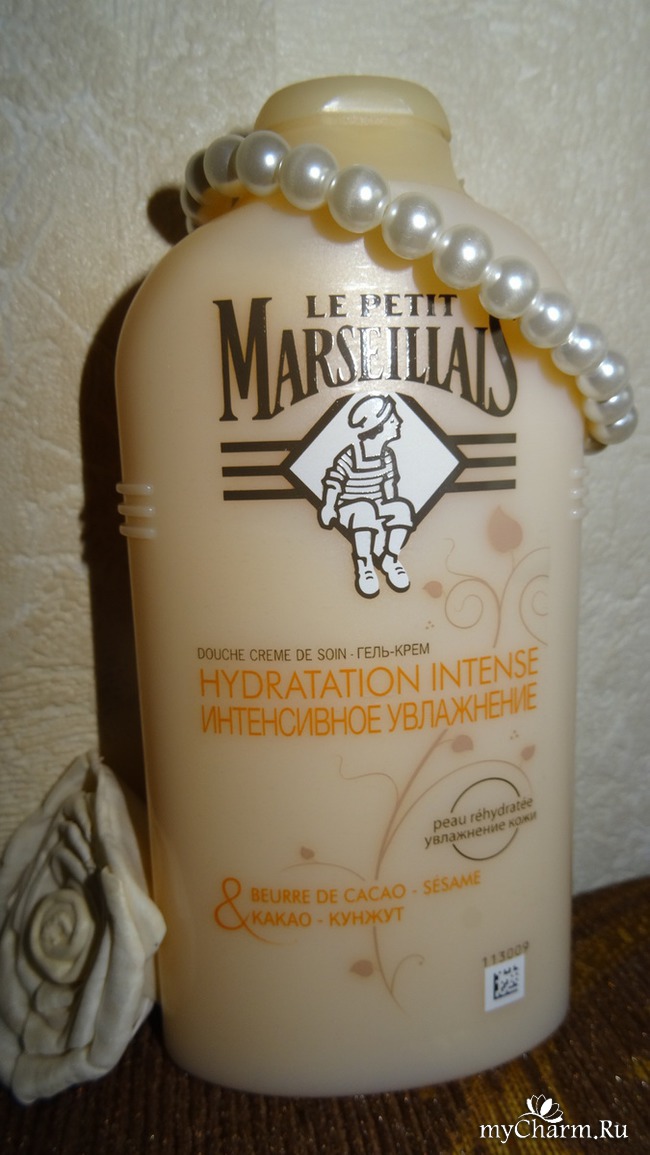 LE PETIT
MARSEILLAIS
DOUCHE CREME DE SOIN - ГЕЛЬ-КРЕМ
HYDRATATION INTENSE
ИНТЕНСИВНОЕ УВЛАЖНЕНИЕ
peau réhydratée
увлажнение кожи
& BEURRE DE CACAO - SÉSAME
КАКАО - КУНЖУТ
113009
myCharm.Ru